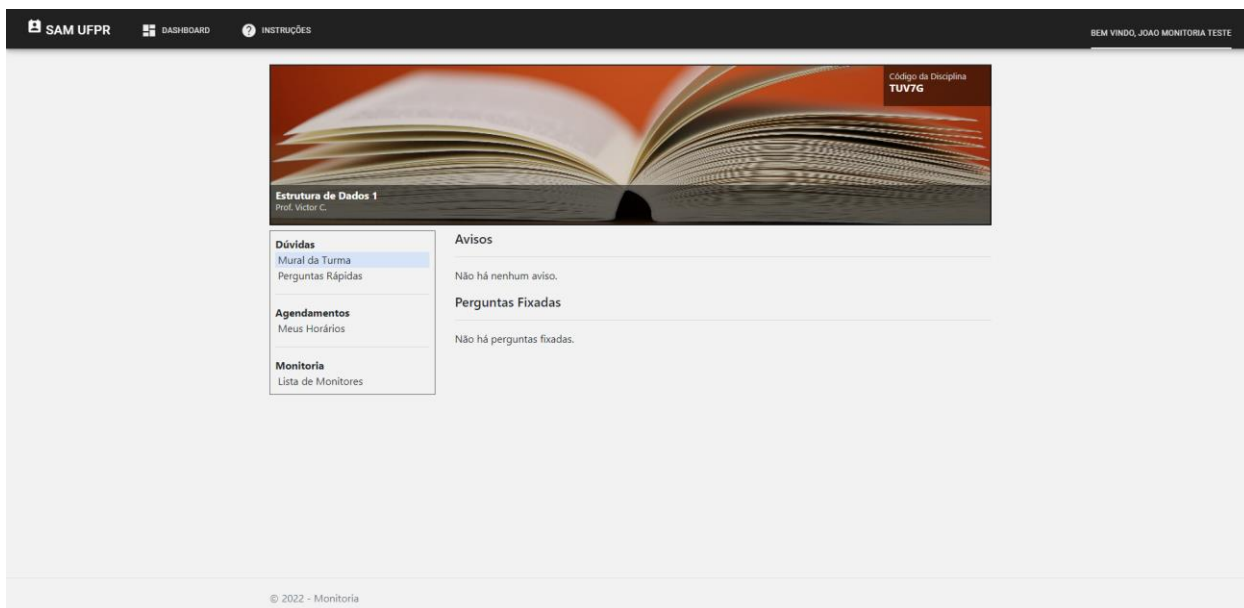 SAM UFPR
DASHBOARD
INSTRUÇÕES
BEM VINDO, JOAO MONITORIA TESTE
Código da Disciplina
TUV7G
Estrutura de Dados 1
Prof. Victor C.
Dúvidas
Mural da Turma
Perguntas Rápidas
Agendamentos
Meus Horários
Monitoria
Lista de Monitores
Avisos
Não há nenhum aviso.
Perguntas Fixadas
Não há perguntas fixadas.
© 2022 - Monitoria